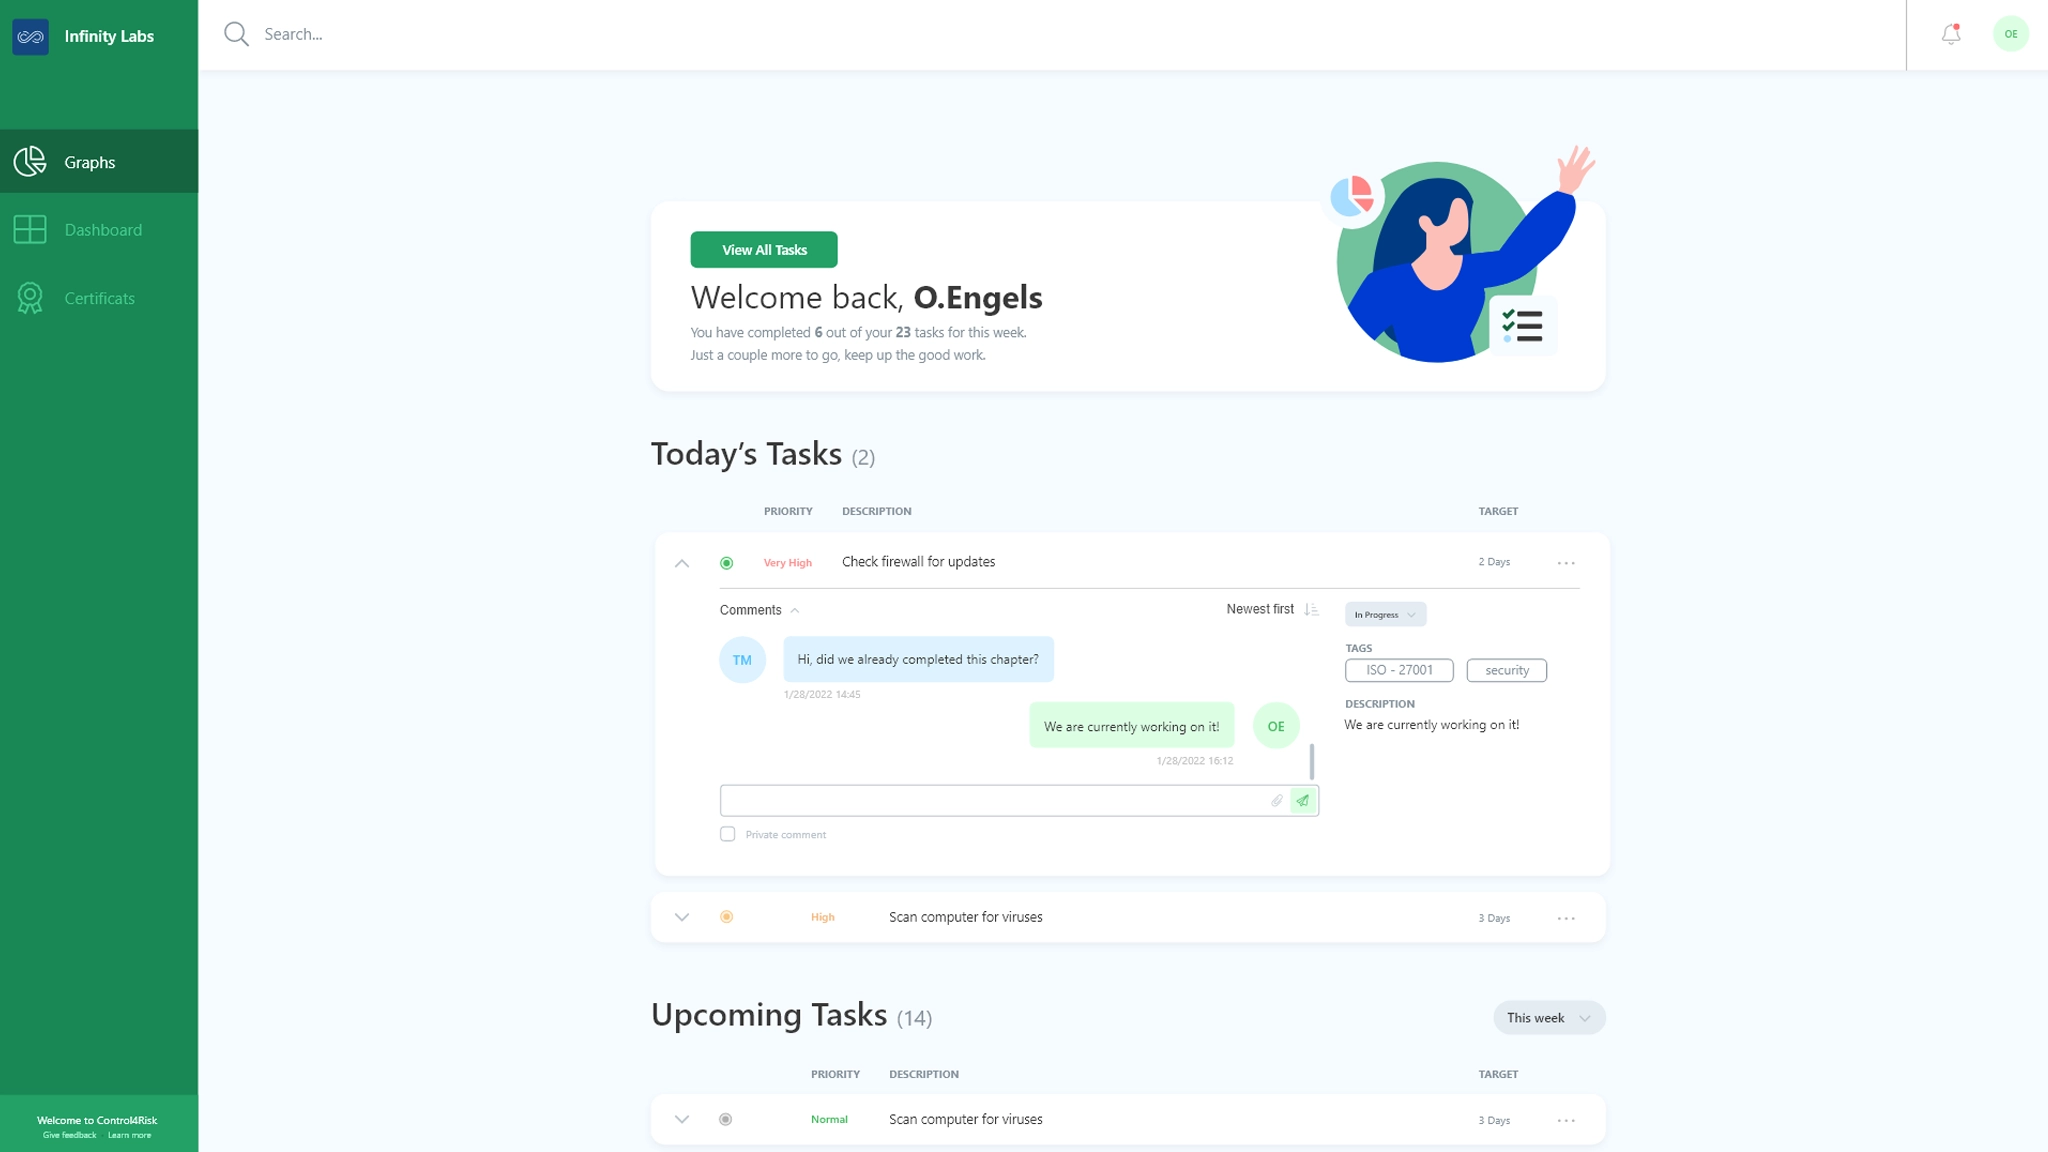 Infinity Labs
Search...
OE
Graphs
Dashboard
Certificats
View All Tasks
Welcome back, O.Engels
You have completed 6 out of your 23 tasks for this week.
Just a couple more to go, keep up the good work.
Today's Tasks (2)
PRIORITY DESCRIPTION TARGET
Very High Check firewall for updates 2 Days
Comments Newest first
In Progress
TM Hi, did we already completed this chapter?
1/28/2022 14:45
TAGS
ISO - 27001 security
We are currently working on it! OE
1/28/2022 16:12
DESCRIPTION
We are currently working on it!
Private comment
High Scan computer for viruses 3 Days
Upcoming Tasks (14) This week
PRIORITY DESCRIPTION TARGET
Normal Scan computer for viruses 3 Days
Welcome to Control4Risk
Give feedback Learn more